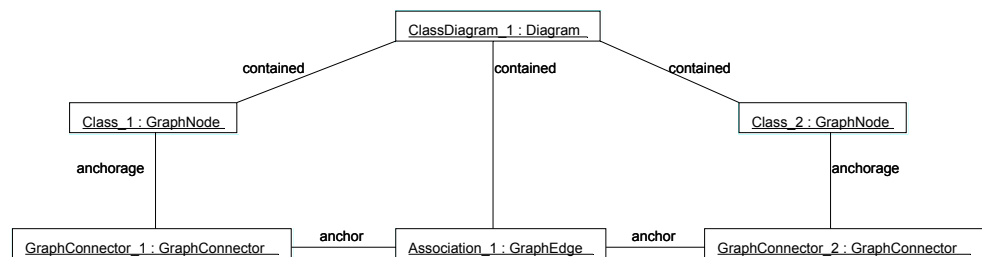 ClassDiagram_1 : Diagram
contained
contained
contained
Class_1 : GraphNode
Class_2 : GraphNode
anchorage
anchorage
GraphConnector_1 : GraphConnector
anchor
Association_1 : GraphEdge
anchor
GraphConnector_2 : GraphConnector